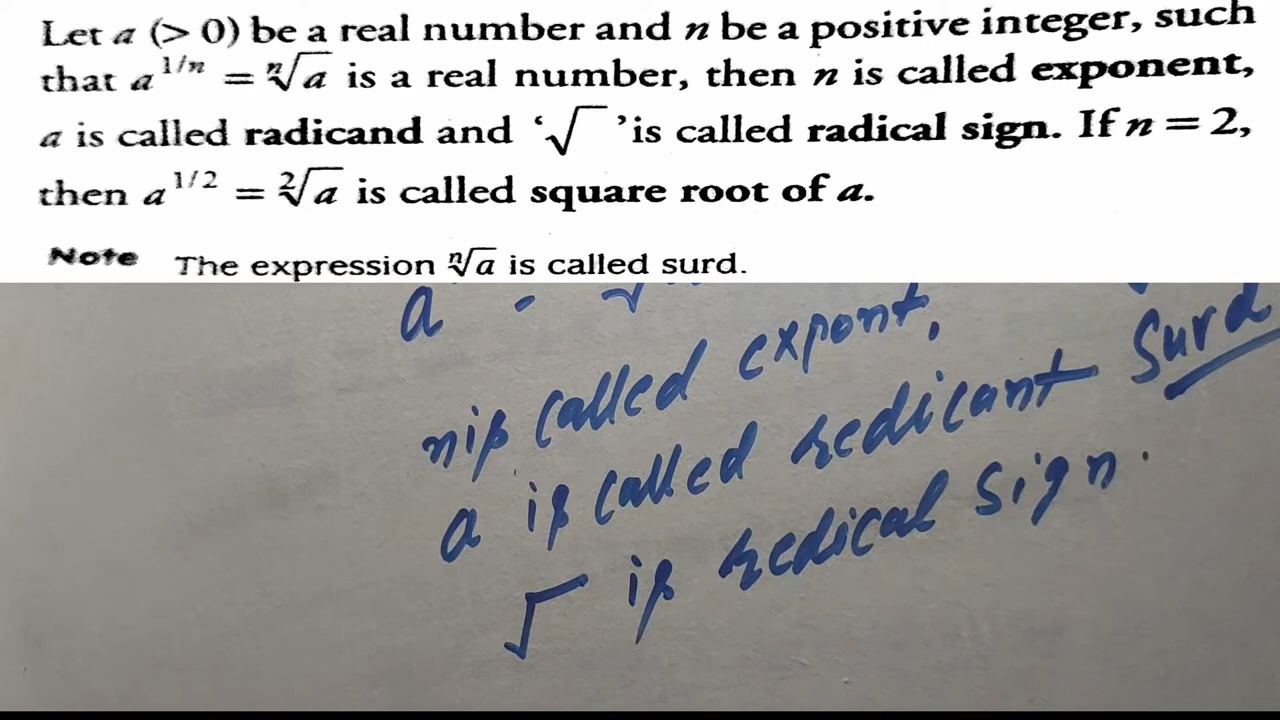 Let a (> 0) be a real number and n be a positive integer, such
that a^{1/n} = ⁿ√a is a real number, then n is called exponent,
a is called radicand and ‘√ ’ is called radical sign. If n = 2,
then a^{1/2} = ²√a is called square root of a.
Note The expression ⁿ√a is called surd.
a
n is called expont,
a is called redicant Surd
√ is redical sign.